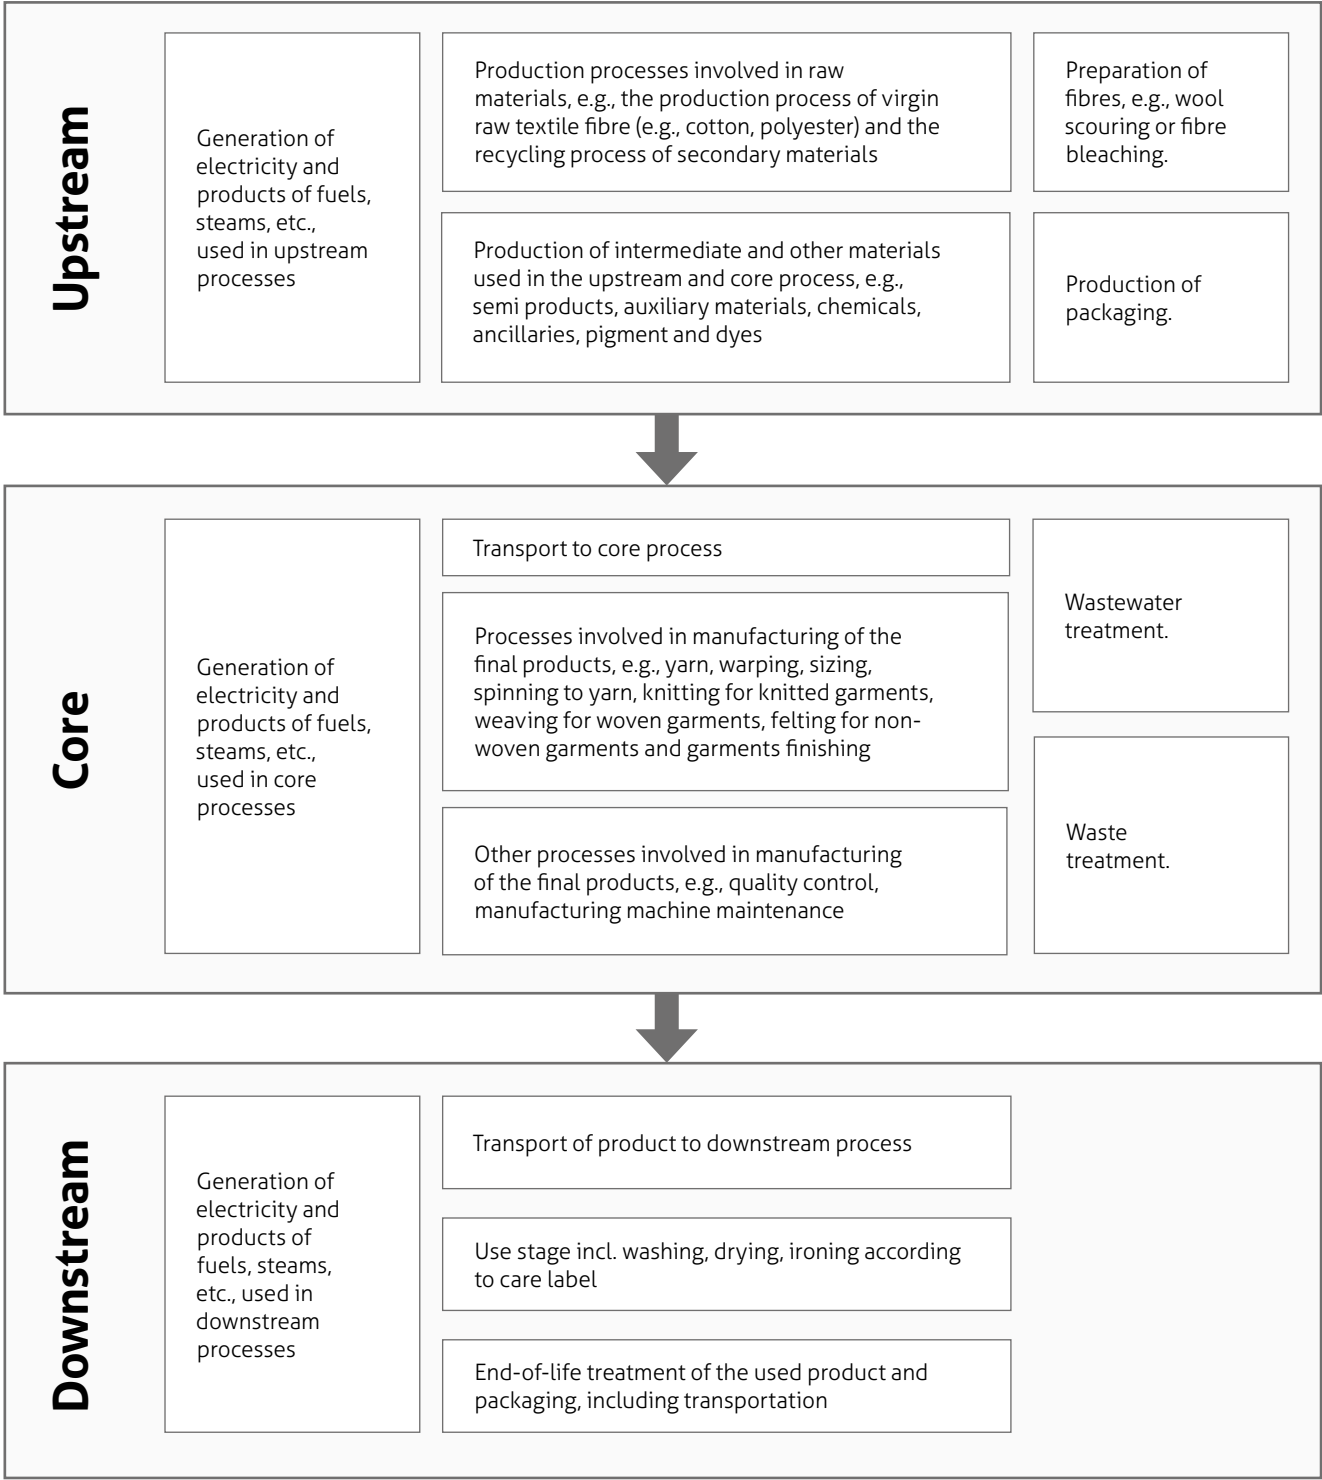 Upstream
Generation of
electricity and
products of fuels,
steams, etc.,
used in upstream
processes
Production processes involved in raw
materials, e.g., the production process of virgin
raw textile fibre (e.g., cotton, polyester) and the
recycling process of secondary materials
Preparation of
fibres, e.g., wool
scouring or fibre
bleaching.
Production of intermediate and other materials
used in the upstream and core process, e.g.,
semi products, auxiliary materials, chemicals,
ancillaries, pigment and dyes
Production of
packaging.
Core
Generation of
electricity and
products of fuels,
steams, etc.,
used in core
processes
Transport to core process
Processes involved in manufacturing of the
final products, e.g., yarn, warping, sizing,
spinning to yarn, knitting for knitted garments,
weaving for woven garments, felting for non-
woven garments and garments finishing
Other processes involved in manufacturing
of the final products, e.g., quality control,
manufacturing machine maintenance
Wastewater
treatment.
Waste
treatment.
Downstream
Generation of
electricity and
products of
fuels, steams,
etc., used in
downstream
processes
Transport of product to downstream process
Use stage incl. washing, drying, ironing according
to care label
End-of-life treatment of the used product and
packaging, including transportation